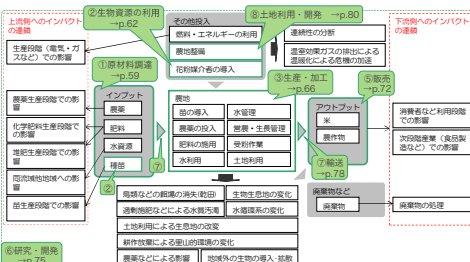 上流側へのインパクト
の連鎖
②生物資源の利用
→p.62
その他投入
⑧土地利用・開発 →p.80
下流側へのインパクト
の連鎖
燃料・エネルギーの利用
農地整備
花粉媒介者の導入
連続性の分断
温室効果ガスの排出による
温暖化による危機の加速
生産段階（電気・ガ
スなど）での影響
①原材料調達
→p.59
③生産・加工
→p.66
⑤販売
→p.72
インプット
農薬
肥料
水資源
種苗
農薬生産段階での影
響
化学肥料生産段階で
の影響
堆肥生産段階での影
響
同流域他地域への影
響
苗生産段階での影響
②
⑦
農地
苗の導入
水管理
農薬の投入
営農・生長管理
肥料の施用
受粉作業
水利用
土地利用
アウトプット
米
農作物
⑦輸送
→p.78
消費者など利用段階
での影響
次段階産業（食品製
造など）での影響
廃棄物など
廃棄物
廃棄物の処理
鳥類などの餌場の消失(乾田)
生物生息地の変化
過剰施肥などによる水質汚濁
水循環系の変化
土地利用による生息地の改変
耕作放棄による里山的環境の変化
農薬などによる影響
地域外の生物の導入・拡散
⑥研究・開発
→p.75